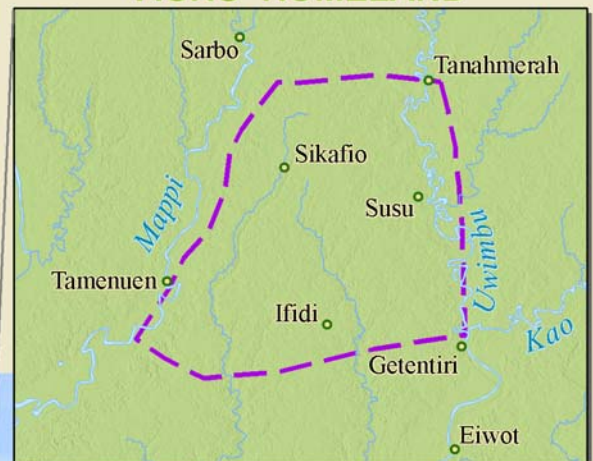 Sarbo
Tanahmerah
Sikafio
Susu
Mappi
Uwimbu
Tamenuen
Ifidi
Kao
Getentiri
Eiwot